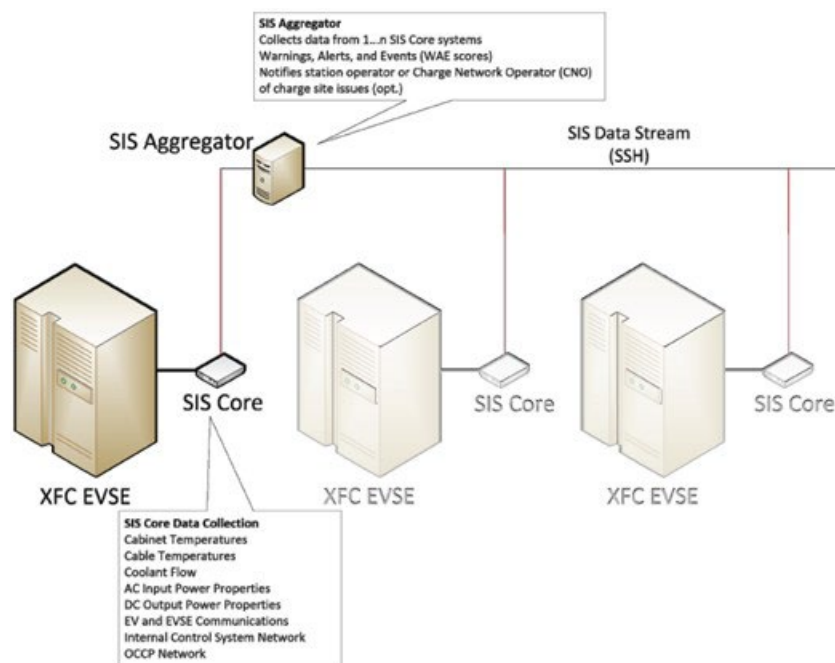 SIS Aggregator
Collects data from 1...n SIS Core systems
Warnings, Alerts, and Events (WAE scores)
Notifies station operator or Charge Network Operator (CNO)
of charge site issues (opt.)
SIS Aggregator
SIS Data Stream
(SSH)
SIS Core
SIS Core
SIS Core
XFC EVSE
XFC EVSE
XFC EVSE
SIS Core Data Collection
Cabinet Temperatures
Cable Temperatures
Coolant Flow
AC Input Power Properties
DC Output Power Properties
EV and EVSE Communications
Internal Control System Network
OCCP Network